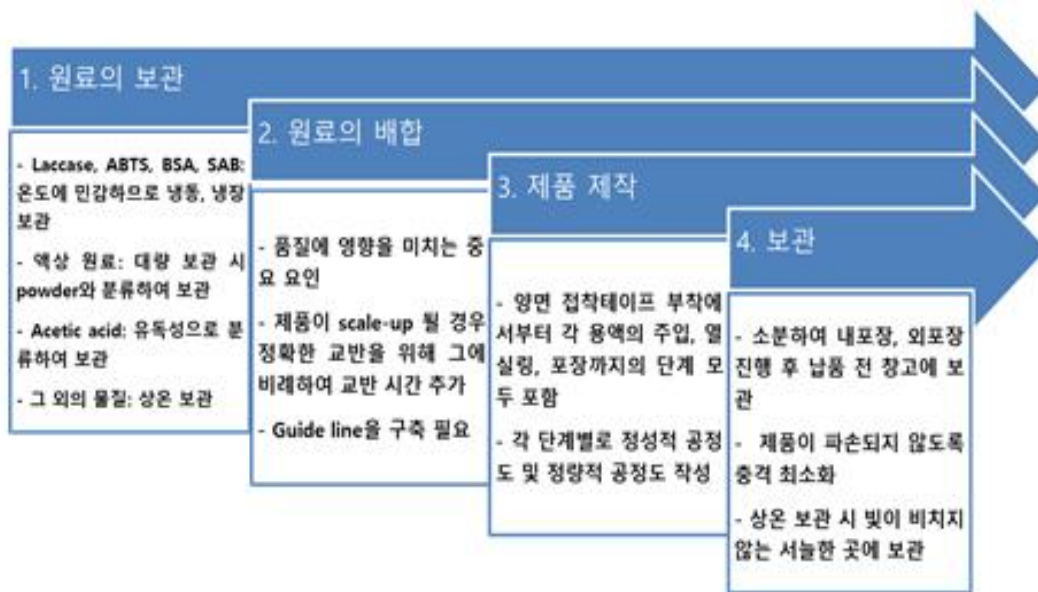 1. 원료의 보관
- Laccase, ABTS, BSA, SAB:
온도에 민감하으로 냉동, 냉장
보관
- 액상 원료: 대량 보관 시
powder와 분류하여 보관
- Acetic acid: 유독성으로 분
류하여 보관
- 그 외의 물질: 상온 보관
2. 원료의 배합
- 품질에 영향을 미치는 중
요 요인
- 제품이 scale-up 될 경우
정확한 교반을 위해 그에
비례하여 교반 시간 추가
- Guide line을 구축 필요
3. 제품 제작
- 양면 접착테이프 부착에
서부터 각 용액의 주입, 열
실링, 포장까지의 단계 모
두 포함
- 각 단계별로 정성적 공정
도 및 정량적 공정도 작성
4. 보관
- 소분하여 내포장, 외포장
진행 후 납품 전 창고에 보
관
- 제품이 파손되지 않도록
충격 최소화
- 상온 보관 시 빛이 비치지
않는 서늘한 곳에 보관